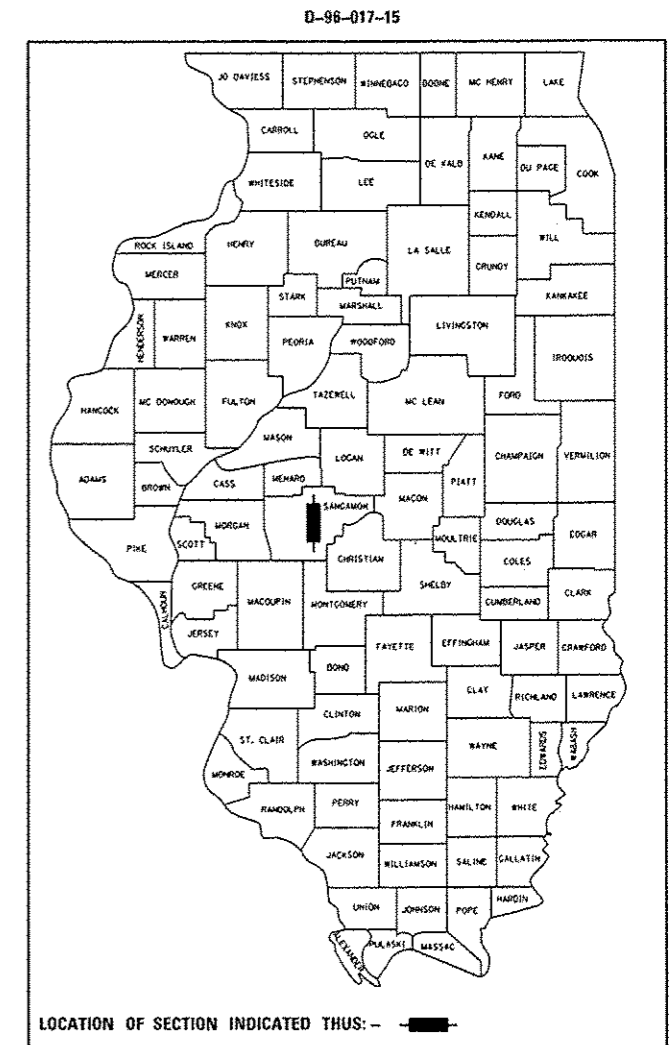 D-96-017-15
JO DAVIESS STEPHENSON WINNEBAGO BOONE MC HENRY LAKE
CARROLL OGLE
DE KALB KANE DU PAGE COOK
WHITESIDE LEE
KENDALL
ROCK ISLAND HENRY BUREAU LA SALLE GRUNDY WILL
MERCER PUTNAM
STARK MARSHALL KANKAKEE
HENDERSON WARREN KNOX PEORIA WOODFORD LIVINGSTON IROQUOIS
HANCOCK MC DONOUGH FULTON TAZEWELL MC LEAN FORD
MASON
SCHUYLER LOGAN DE WITT CHAMPAIGN VERMILION
ADAMS BROWN CASS MENARD MACON PIATT
SANGAMON
PIKE SCOTT MORGAN CHRISTIAN MOULTRIE DOUGLAS EDGAR
COLES
GREENE MACOUPIN MONTGOMERY SHELBY CUMBERLAND CLARK
CALHOUN JERSEY
FAYETTE EFFINGHAM JASPER CRAWFORD
MADISON BOND
CLAY RICHLAND LAWRENCE
CLINTON MARION
ST. CLAIR WAYNE EDWARDS WABASH
WASHINGTON JEFFERSON
MONROE
RANDOLPH PERRY HAMILTON WHITE
FRANKLIN
JACKSON WILLIAMSON SALINE GALLATIN
UNION JOHNSON POPE HARDIN
ALEXANDER PULASKI MASSAC
LOCATION OF SECTION INDICATED THUS: -